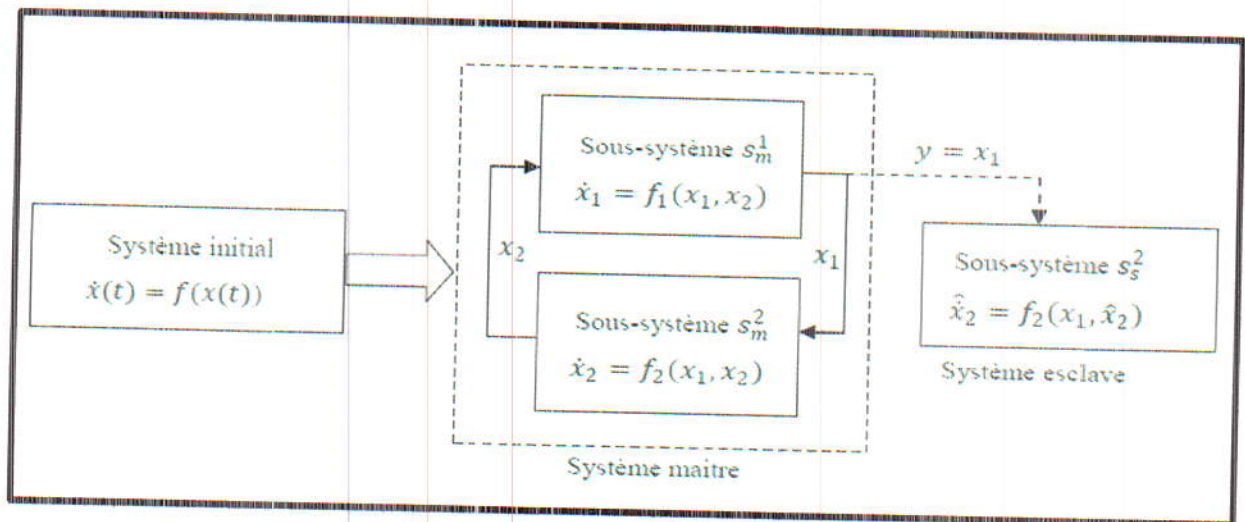 Système initial
ẋ(t) = f(x(t))
Sous-système s_m^1
ẋ₁ = f₁(x₁, x₂)
x₂
x₁
Sous-système s_m^2
ẋ₂ = f₂(x₁, x₂)
Système maitre
y = x₁
Sous-système s_s^2
ẋ̂₂ = f₂(x₁, x̂₂)
Système esclave